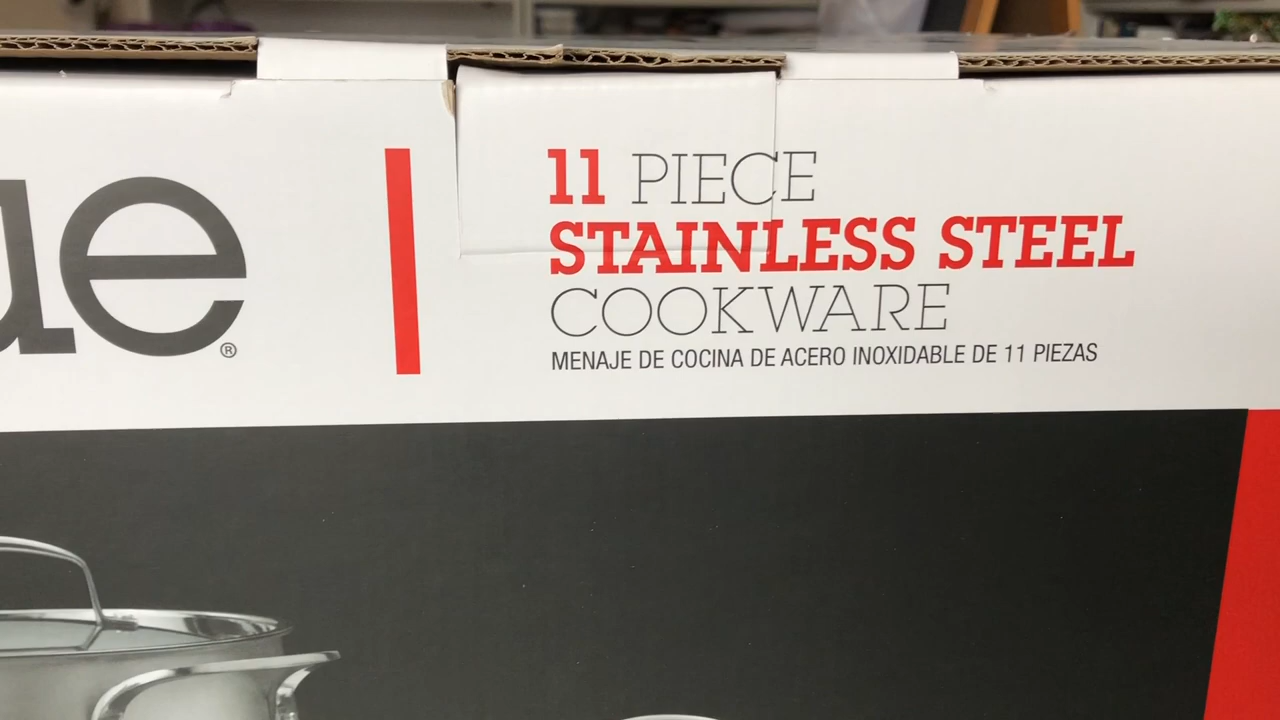 ue®
11 PIECE
STAINLESS STEEL
COOKWARE
MENAJE DE COCINA DE ACERO INOXIDABLE DE 11 PIEZAS